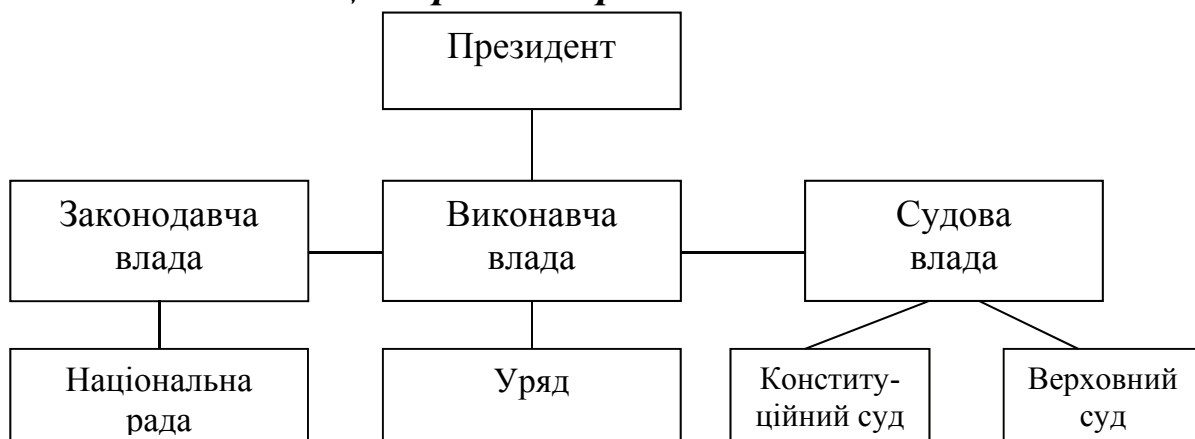 Президент
Законодавча
влада
Виконавча
влада
Судова
влада
Національна
рада
Уряд
Конститу-
ційний суд
Верховний
суд